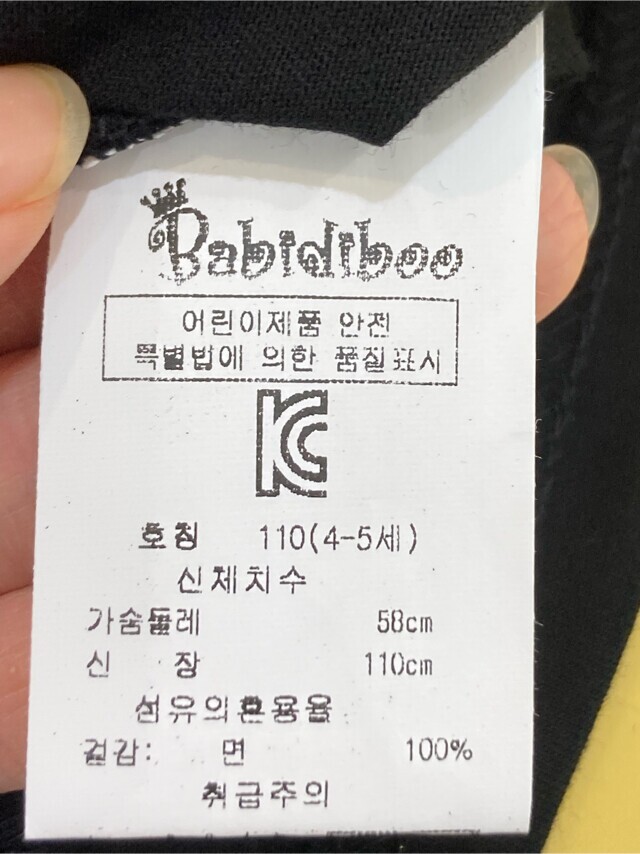 Babidiboo
어린이제품 안전
특별법에 의한 품질표시
KC
호칭 110(4-5세)
신체치수
가슴둘레 58cm
신 장 110cm
섬유의혼용율
겉감: 면 100%
취급주의